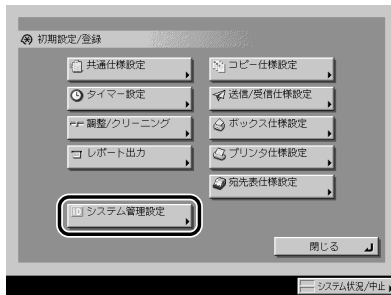 初期設定/登録
共通仕様設定
コピー仕様設定
タイマー設定
送信/受信仕様設定
調整/クリーニング
ボックス仕様設定
レポート出力
プリンタ仕様設定
宛先表仕様設定
システム管理設定
閉じる
システム状況/中止